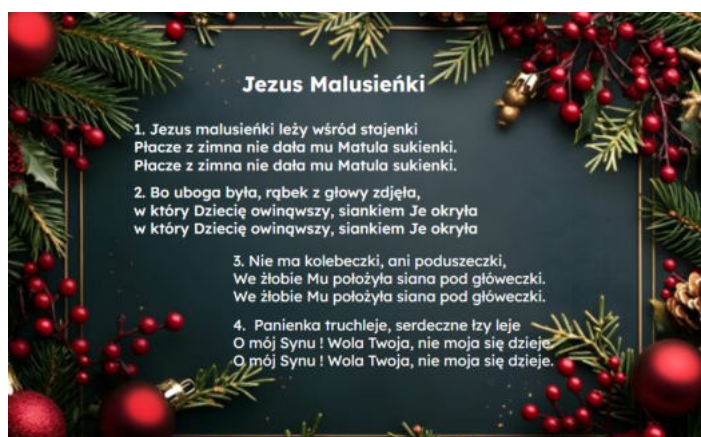 Jezus Malusieńki
1. Jezus malusieńki leży wśród stajenki
Płacze z zimna nie dała mu Matula sukienki.
Płacze z zimna nie dała mu Matula sukienki.
2. Bo uboga była, rąbek z głowy zdjęła,
w który Dziecię owinąwszy, siankiem Je okryła
w który Dziecię owinąwszy, siankiem Je okryła
3. Nie ma kolebeczki, ani poduszeczki,
We żłobie Mu położyła siana pod główeczki.
We żłobie Mu położyła siana pod główeczki.
4. Panienka truchleje, serdeczne łzy leje
O mój Synu ! Wola Twoja, nie moja się dzieje.
O mój Synu ! Wola Twoja, nie moja się dzieje.